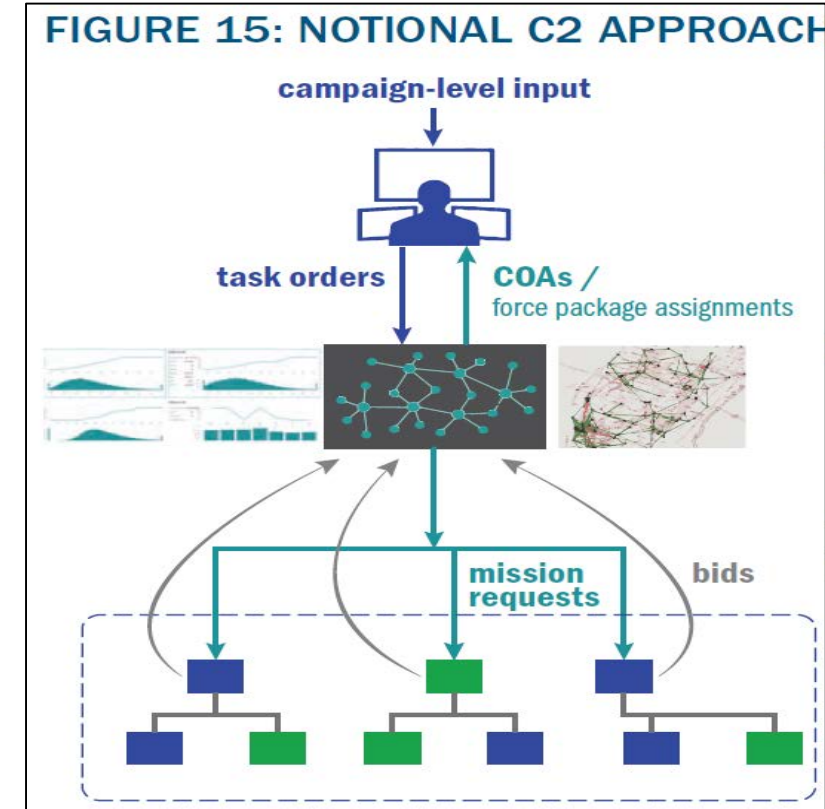 FIGURE 15: NOTIONAL C2 APPROACH
campaign-level input
task orders
COAs /
force package assignments
mission
requests
bids